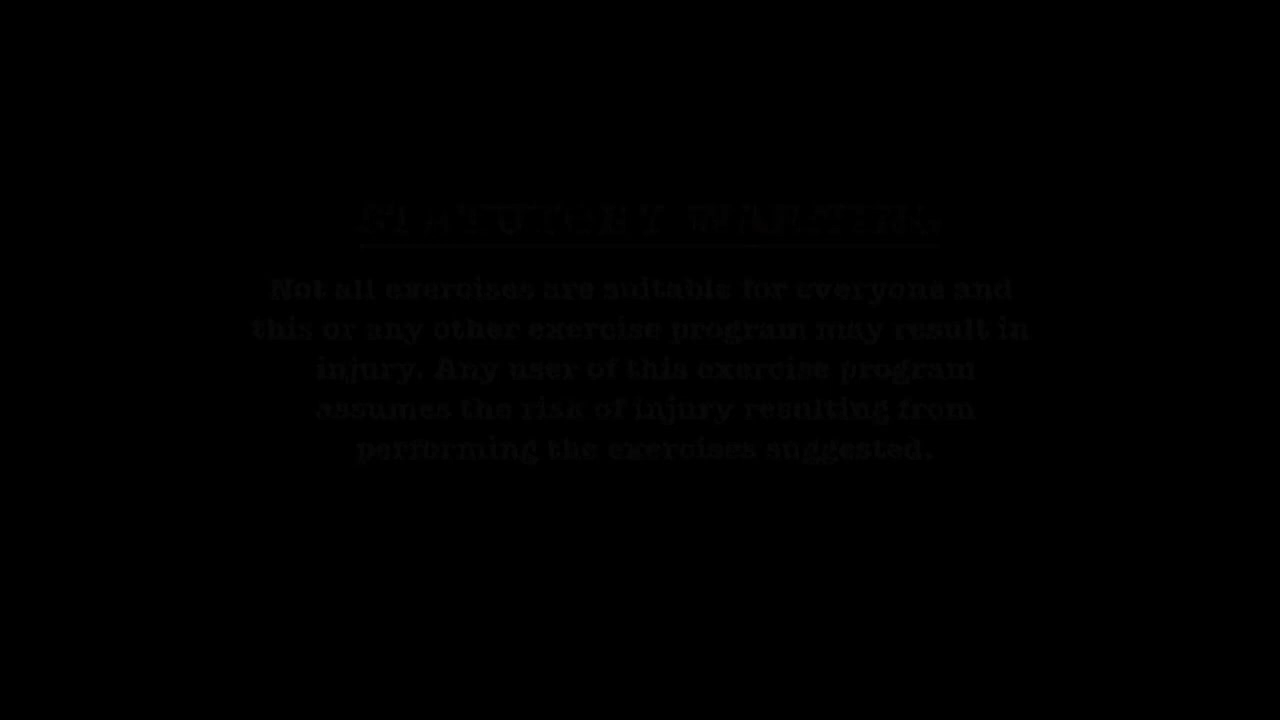 STATUTORY WARNING
Not all exercises are suitable for everyone and
this or any other exercise program may result in
injury. Any user of this exercise program
assumes the risk of injury resulting from
performing the exercises suggested.